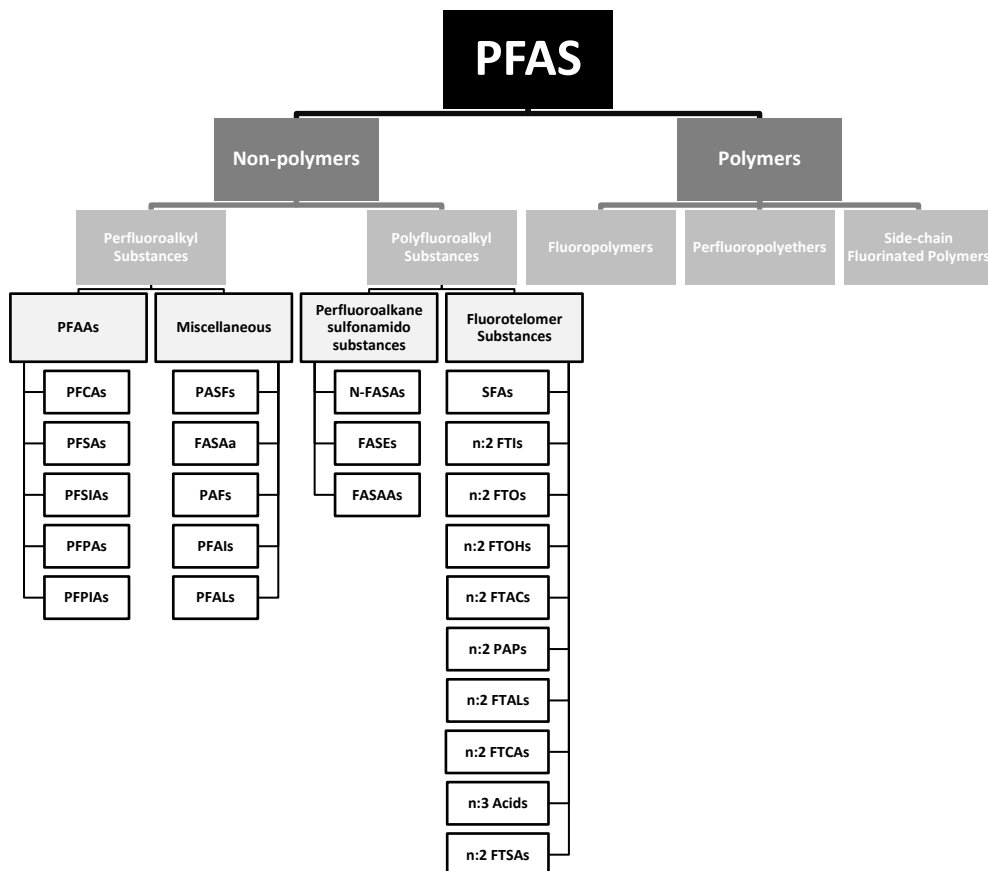 PFAS
Non-polymers
Polymers
Perfluoroalkyl
Substances
Polyfluoroalkyl
Substances
Fluoropolymers
Perfluoropolyethers
Side-chain
Fluorinated Polymers
PFAAs
Miscellaneous
Perfluoroalkane
sulfonamido
substances
Fluorotelomer
Substances
PFCAs
PASFs
N-FASAs
SFAs
PFSAs
FASAa
FASEs
n:2 FTIs
PFSIAs
PAFs
FASAAs
n:2 FTOs
PFPAs
PFAIs
n:2 FTOHs
PFPIAs
PFALs
n:2 FTACs
n:2 PAPs
n:2 FTALs
n:2 FTCAs
n:3 Acids
n:2 FTSAs